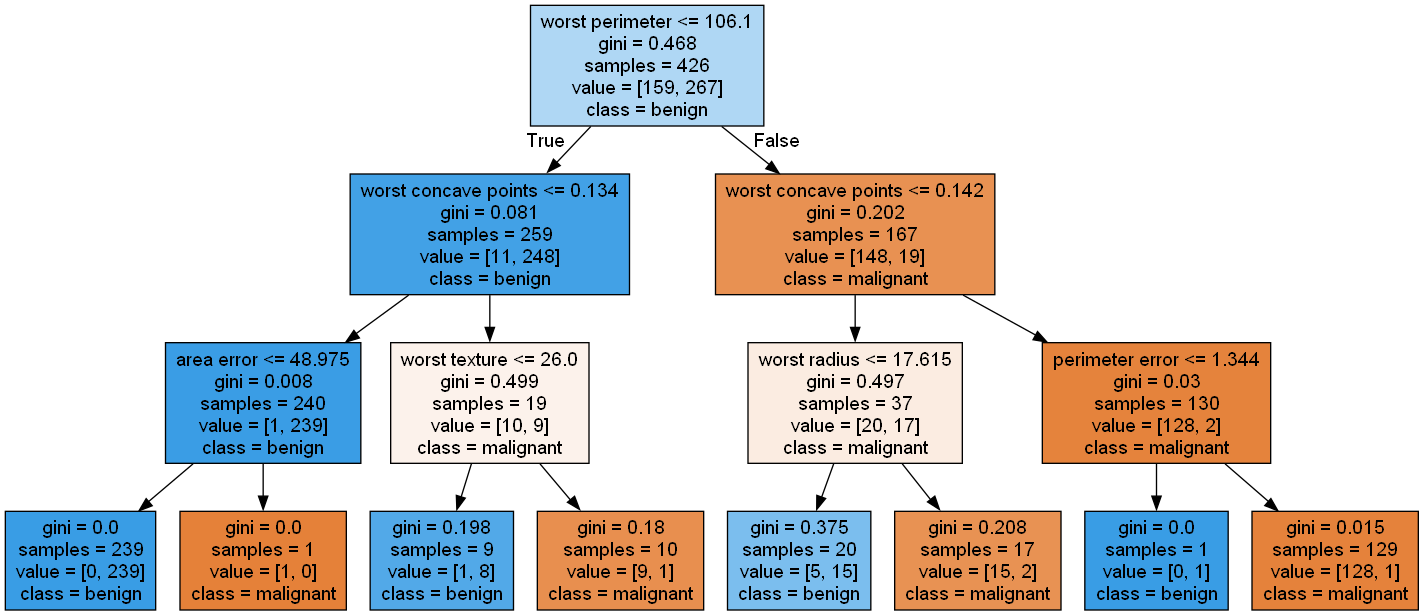 worst perimeter <= 106.1
gini = 0.468
samples = 426
value = [159, 267]
class = benign
True
False
worst concave points <= 0.134
gini = 0.081
samples = 259
value = [11, 248]
class = benign
worst concave points <= 0.142
gini = 0.202
samples = 167
value = [148, 19]
class = malignant
area error <= 48.975
gini = 0.008
samples = 240
value = [1, 239]
class = benign
worst texture <= 26.0
gini = 0.499
samples = 19
value = [10, 9]
class = malignant
worst radius <= 17.615
gini = 0.497
samples = 37
value = [20, 17]
class = malignant
perimeter error <= 1.344
gini = 0.03
samples = 130
value = [128, 2]
class = malignant
gini = 0.0
samples = 239
value = [0, 239]
class = benign
gini = 0.0
samples = 1
value = [1, 0]
class = malignant
gini = 0.198
samples = 9
value = [1, 8]
class = benign
gini = 0.18
samples = 10
value = [9, 1]
class = malignant
gini = 0.375
samples = 20
value = [5, 15]
class = benign
gini = 0.208
samples = 17
value = [15, 2]
class = malignant
gini = 0.0
samples = 1
value = [0, 1]
class = benign
gini = 0.015
samples = 129
value = [128, 1]
class = malignant